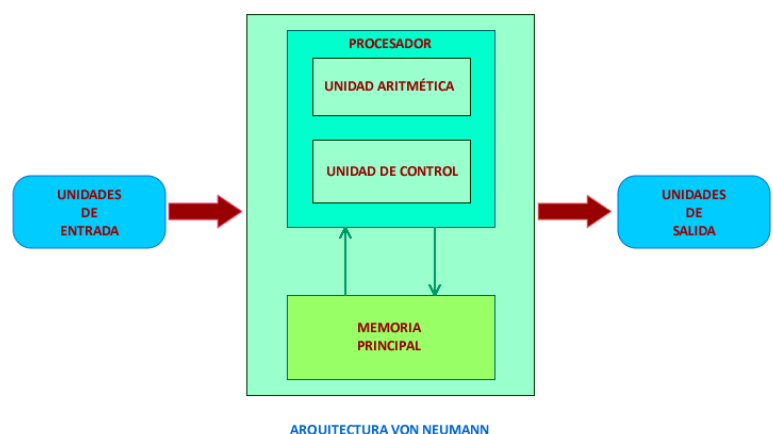 PROCESADOR
UNIDAD ARITMÉTICA
UNIDAD DE CONTROL
UNIDADES
DE
ENTRADA
UNIDADES
DE
SALIDA
MEMORIA
PRINCIPAL
ARQUITECTURA VON NEUMANN